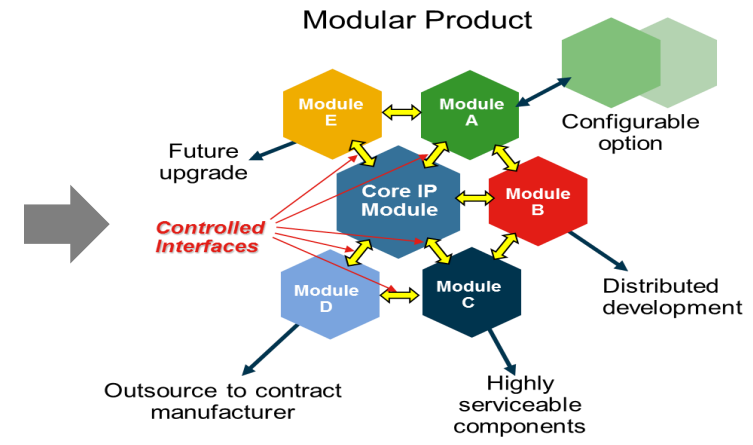 Modular Product
Module
E
Module
A
Configurable
option
Future
upgrade
Core IP
Module
Module
B
Controlled
Interfaces
Module
D
Module
C
Distributed
development
Outsource to contract
manufacturer
Highly
serviceable
components